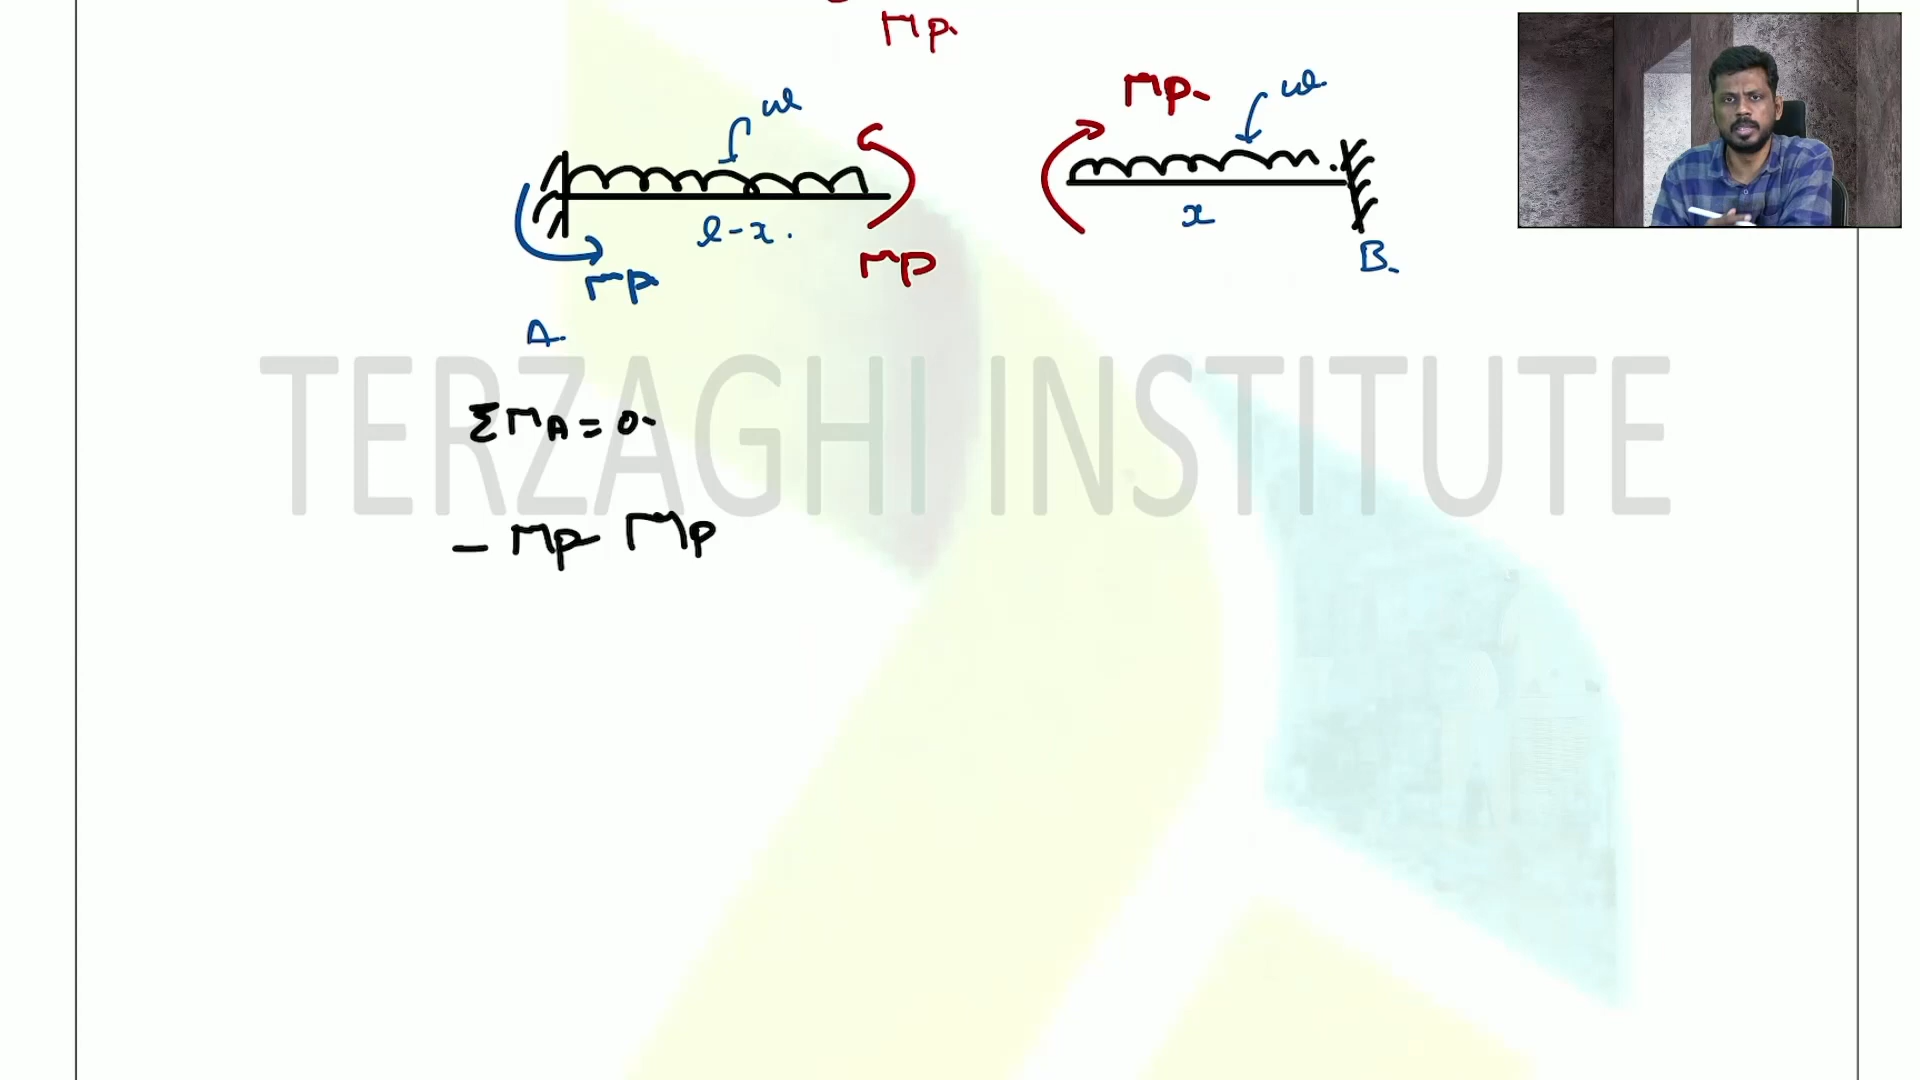 Mp.
Mp.
w
w
l-x.
x
Mp
Mp
B.
A.
TERZAGHI INSTITUTE
ΣMA = 0.
- Mp - Mp